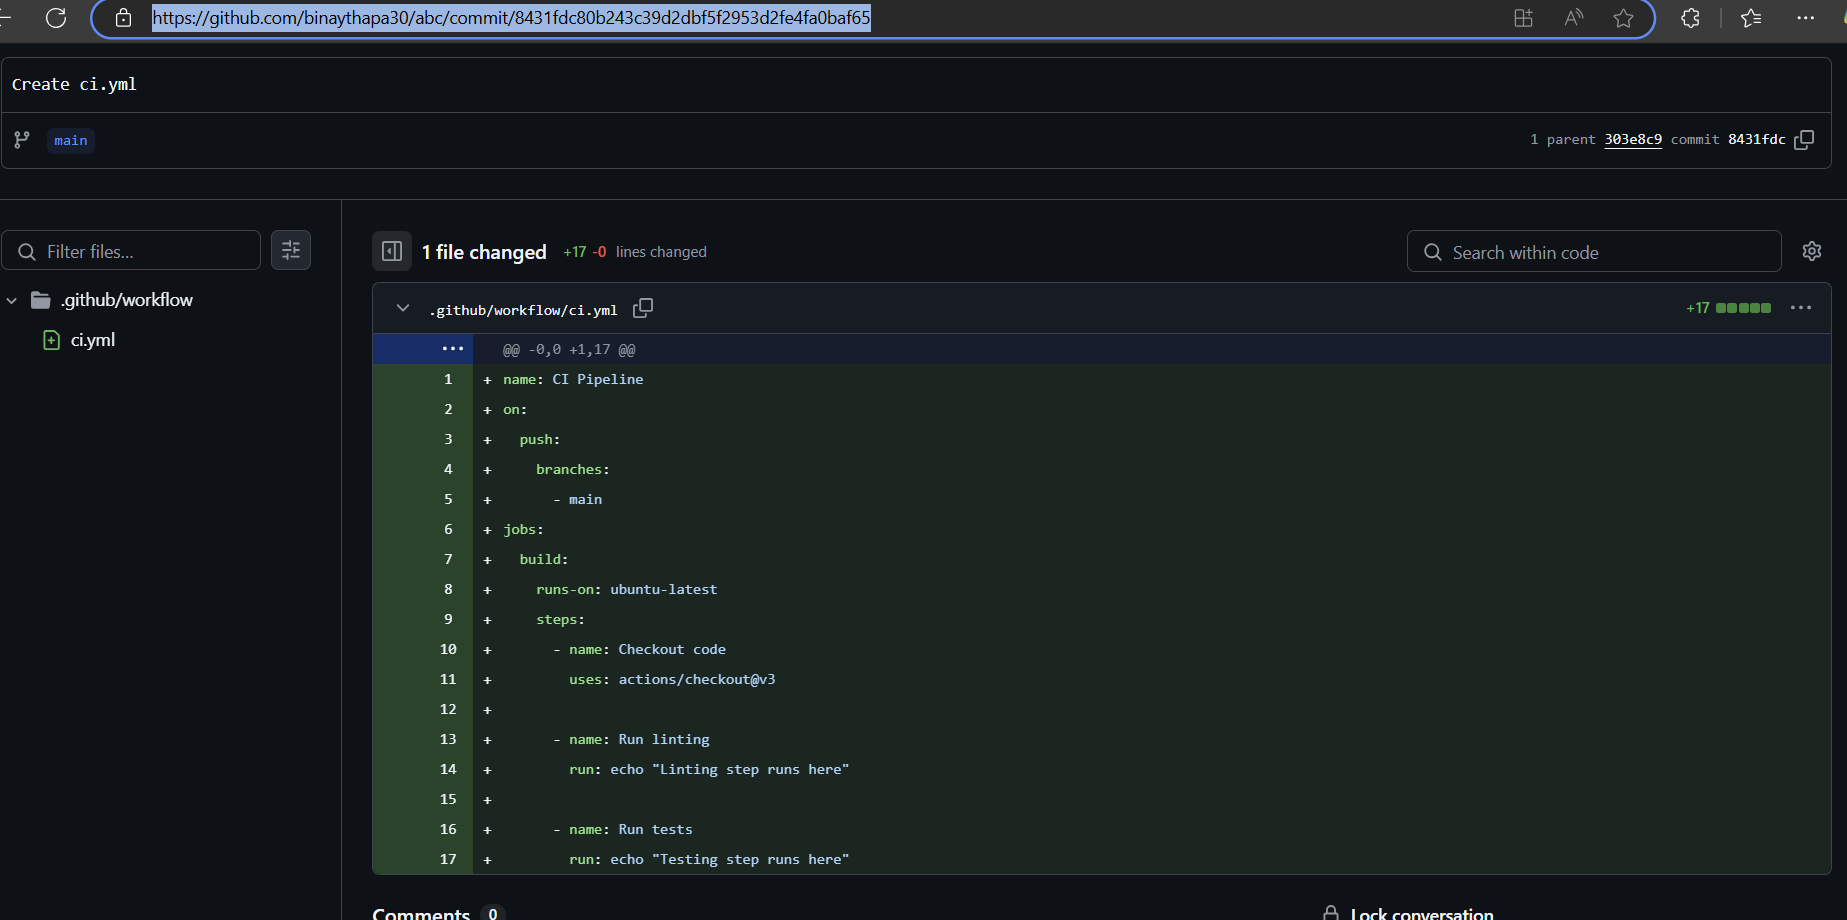 https://github.com/binaythapa30/abc/commit/8431fdc80b243c39d2dbf5f2953d2fe4fa0baf65
Create ci.yml
main
1 parent 303e8c9 commit 8431fdc
Filter files...
1 file changed +17 -0 lines changed
Search within code
.github/workflow
ci.yml
.github/workflow/ci.yml
+17
@@ -0,0 +1,17 @@
1 + name: CI Pipeline
2 + on:
3 +   push:
4 +     branches:
5 +       - main
6 + jobs:
7 +   build:
8 +     runs-on: ubuntu-latest
9 +     steps:
10 +       - name: Checkout code
11 +         uses: actions/checkout@v3
12 +
13 +       - name: Run linting
14 +         run: echo "Linting step runs here"
15 +
16 +       - name: Run tests
17 +         run: echo "Testing step runs here"
Comments 0
Lock conversation